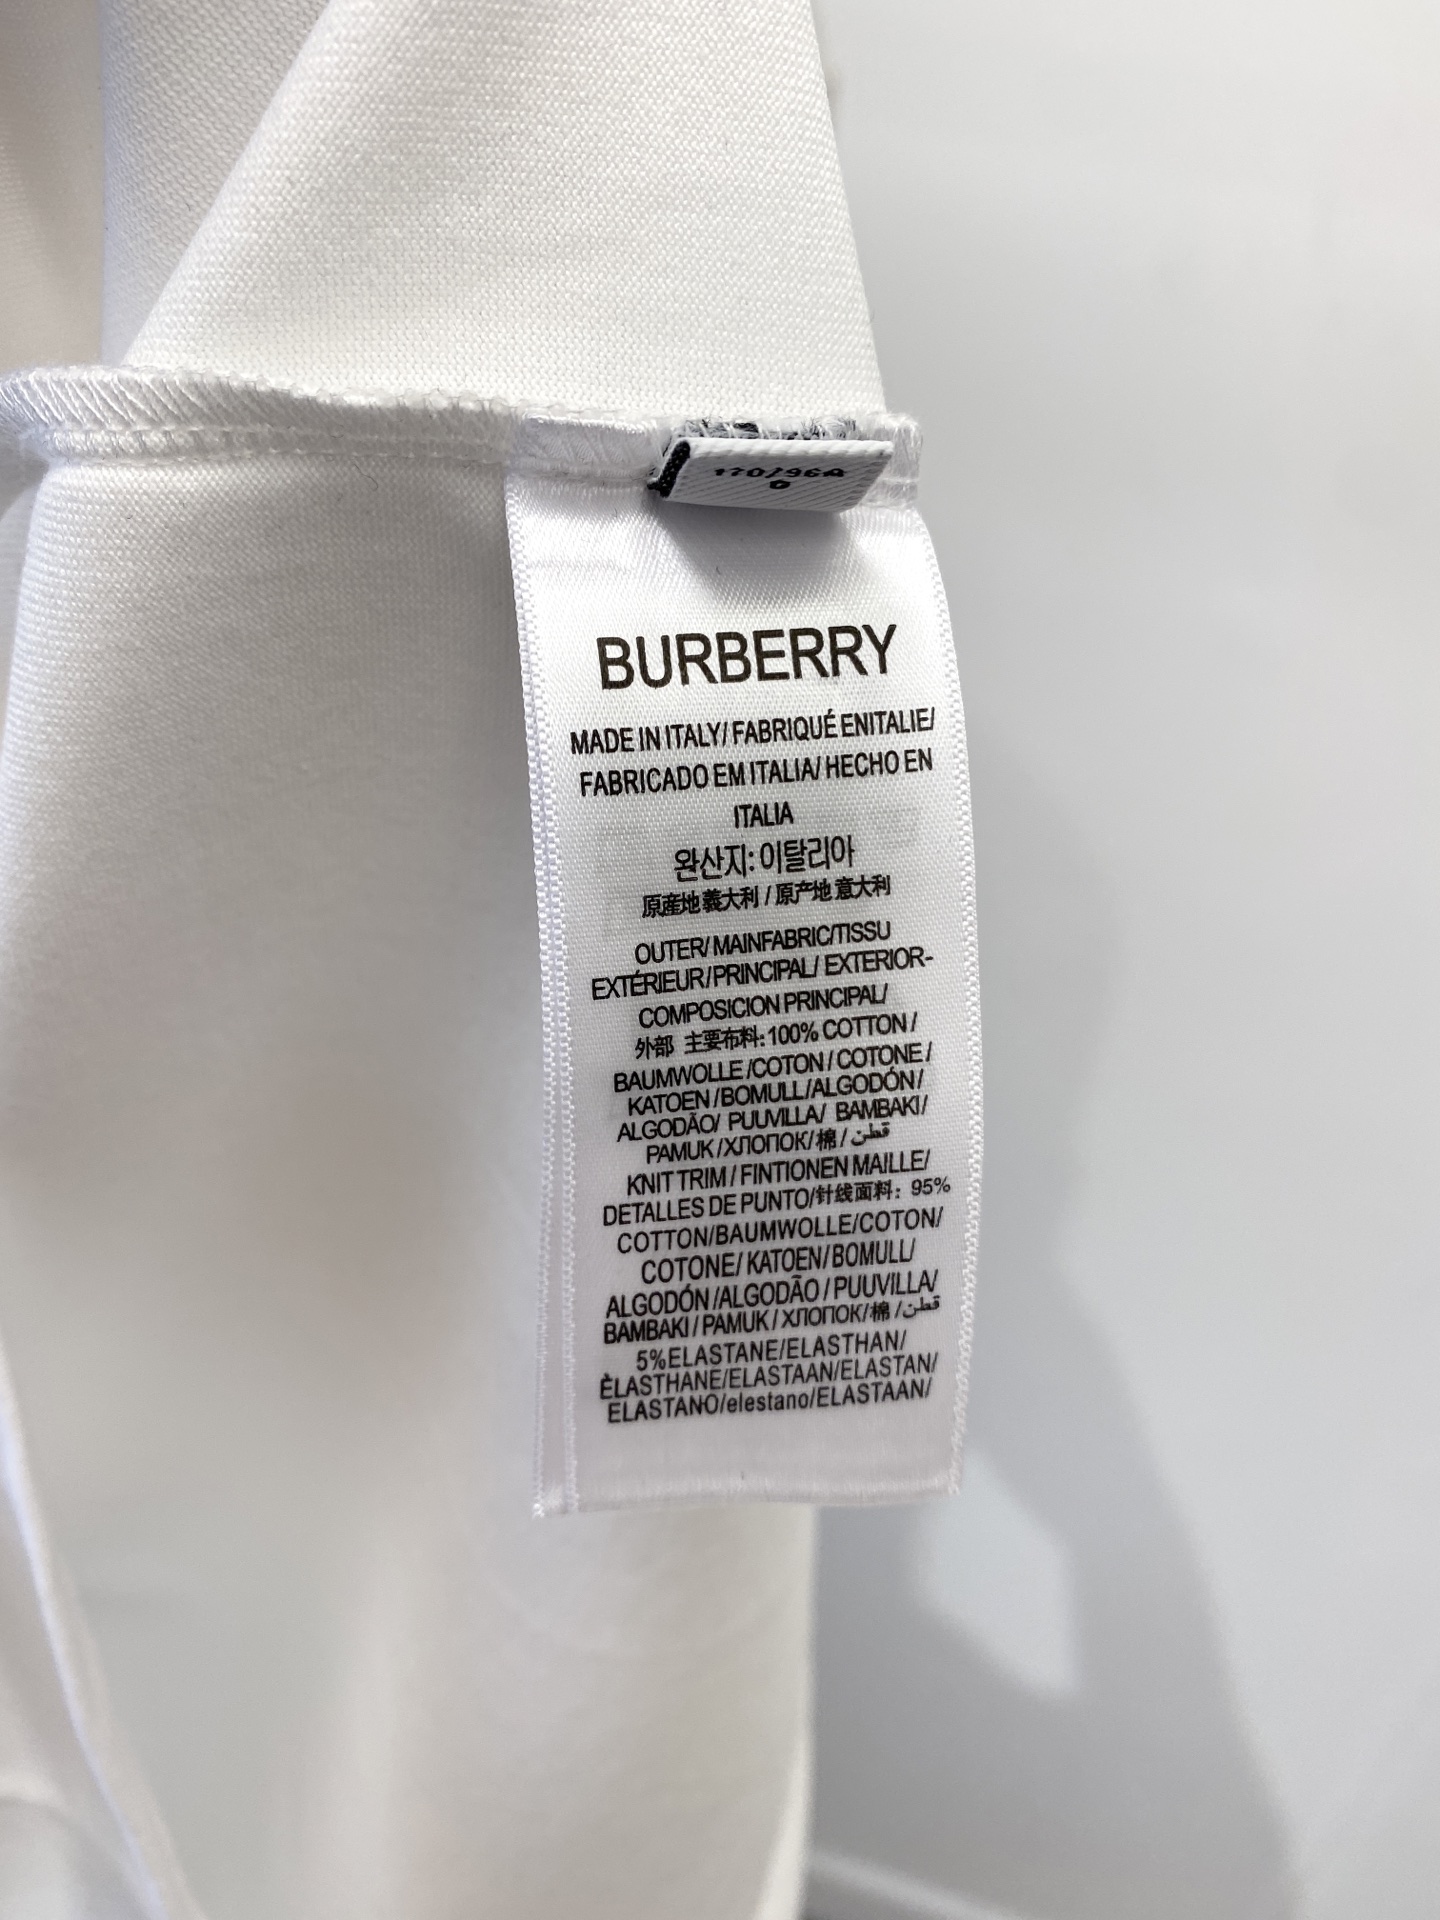 170/96A
BURBERRY
MADE IN ITALY/ FABRIQUÉ ENITALIE/
FABRICADO EM ITALIA/ HECHO EN
ITALIA
완산지: 이탈리아
原産地義大利 / 原产地意大利
OUTER/ MAINFABRIC/TISSU
EXTÉRIEUR/PRINCIPAL/ EXTERIOR-
COMPOSICION PRINCIPAL/
外部 主要布料: 100% COTTON /
BAUMWOLLE /COTON / COTONE /
KATOEN /BOMULL/ALGODÓN /
ALGODÃO/ PUUVILLA/ BAMBAKI/
PAMUK /ХЛОПОК/ 棉 / قطن
KNIT TRIM / FINTIONEN MAILLE/
DETALLES DE PUNTO/针线面料: 95%
COTTON/BAUMWOLLE/COTON/
COTONE/ KATOEN/ BOMULL/
ALGODÓN /ALGODÃO / PUUVILLA/
BAMBAKI / PAMUK / ХЛОПОК/ 棉 / قطن
5%ELASTANE/ELASTHAN/
ÈLASTHANE/ELASTAAN/ELASTAN/
ELASTANO/elestano/ELASTAAN/